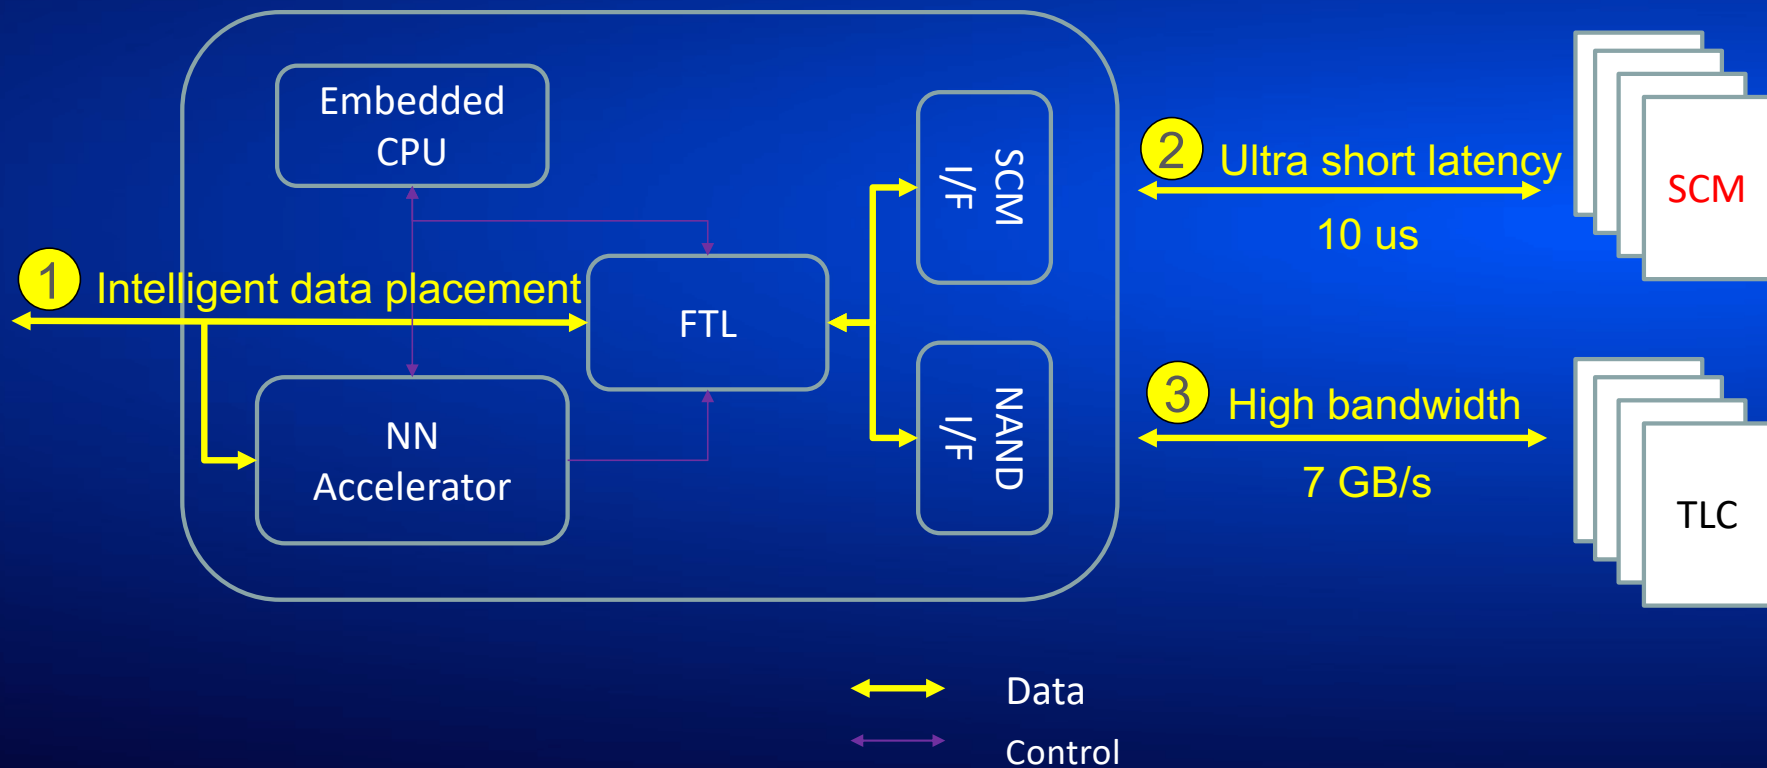 Embedded
CPU
SCM
I/F
2
Ultra short latency
10 us
SCM
1
Intelligent data placement
FTL
NN
Accelerator
NAND
I/F
3
High bandwidth
7 GB/s
TLC
Data
Control